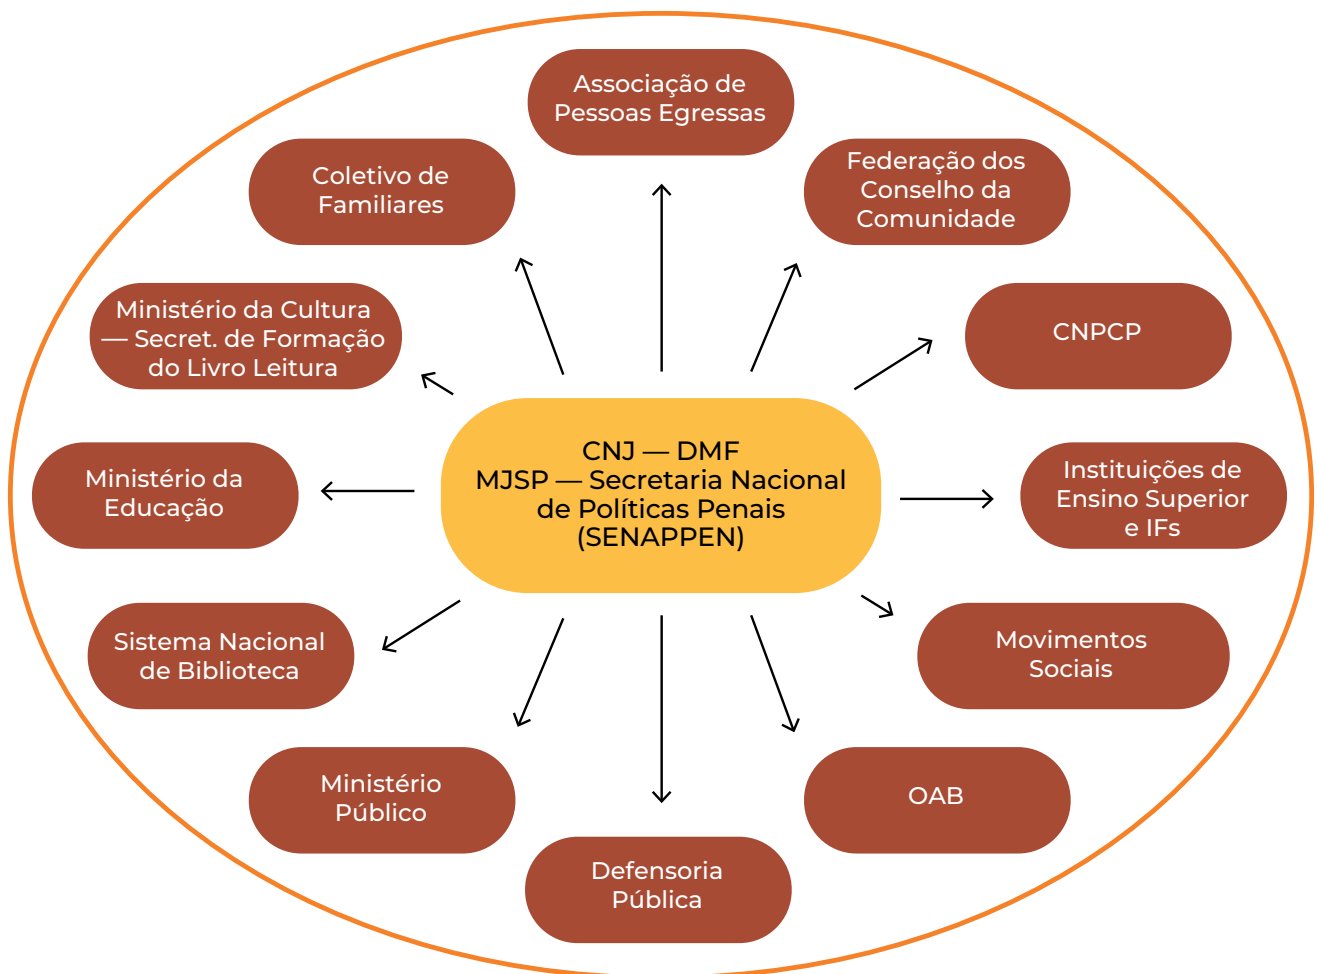 Associação de
Pessoas Egressas
Coletivo de
Familiares
Federação dos
Conselho da
Comunidade
Ministério da Cultura
— Secret. de Formação
do Livro Leitura
CNPCP
CNJ — DMF
MJSP — Secretaria Nacional
de Políticas Penais
(SENAPPEN)
Ministério da
Educação
Instituições de
Ensino Superior
e IFs
Sistema Nacional
de Biblioteca
Movimentos
Sociais
Ministério
Público
OAB
Defensoria
Pública